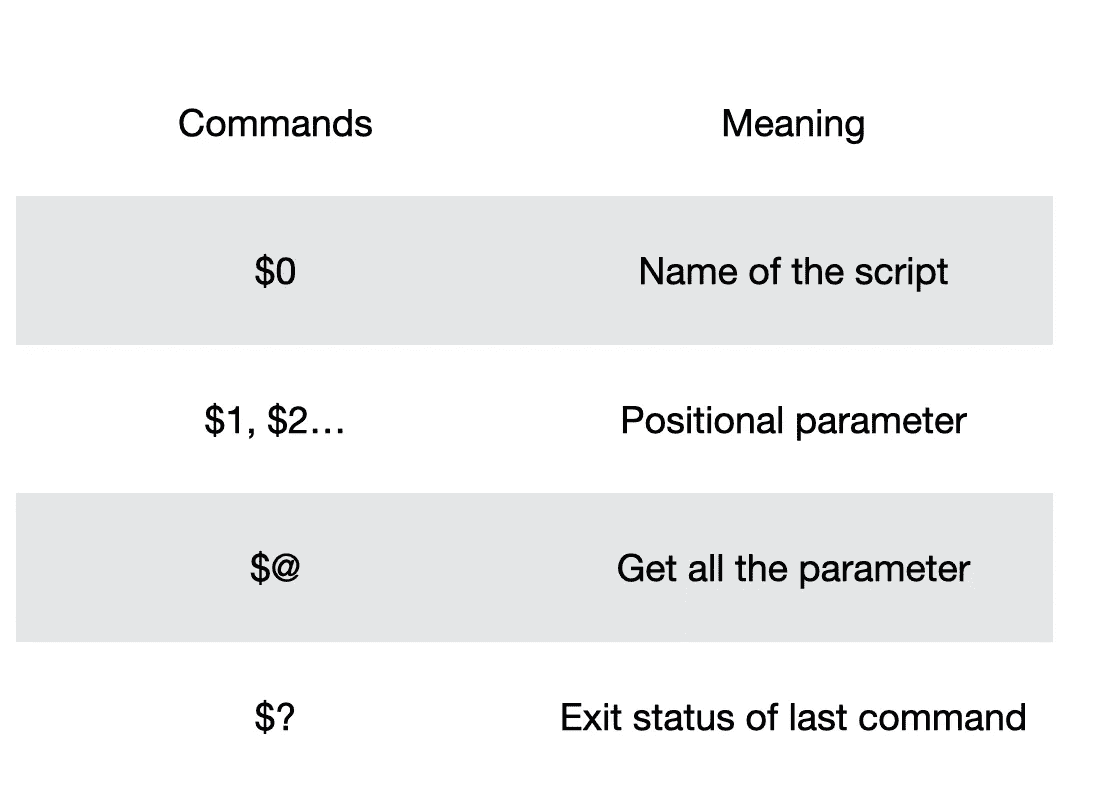 Commands Meaning
$0 Name of the script
$1, $2... Positional parameter
$@ Get all the parameter
$? Exit status of last command